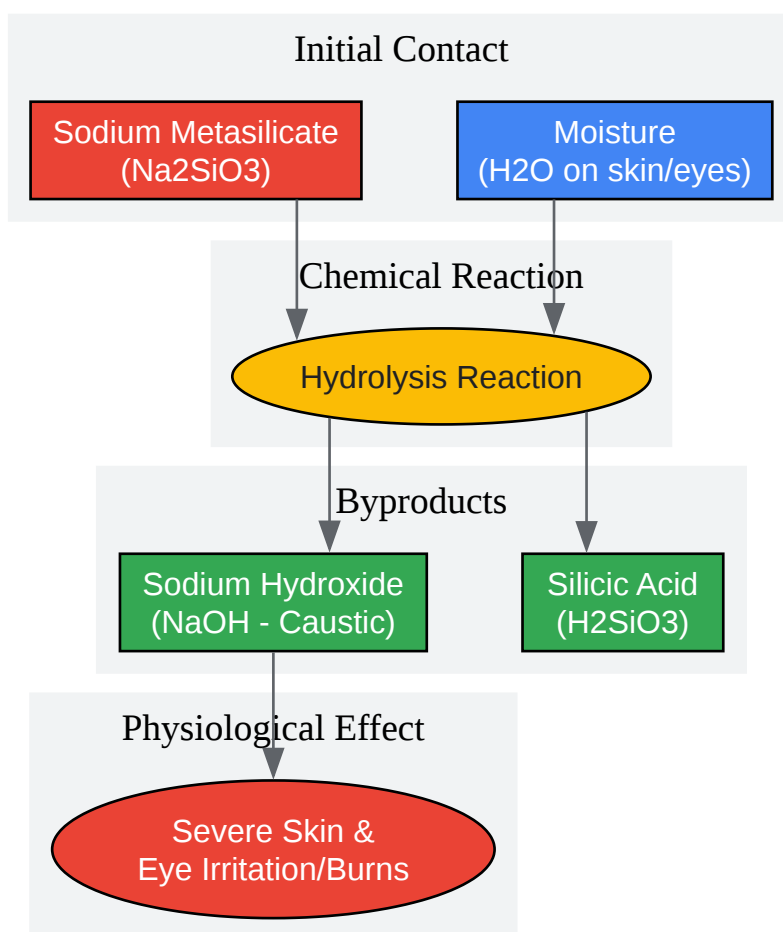 Initial Contact
Sodium Metasilicate
(Na2SiO3)
Moisture
(H2O on skin/eyes)
Chemical Reaction
Hydrolysis Reaction
Byproducts
Sodium Hydroxide
(NaOH - Caustic)
Silicic Acid
(H2SiO3)
Physiological Effect
Severe Skin &
Eye Irritation/Burns